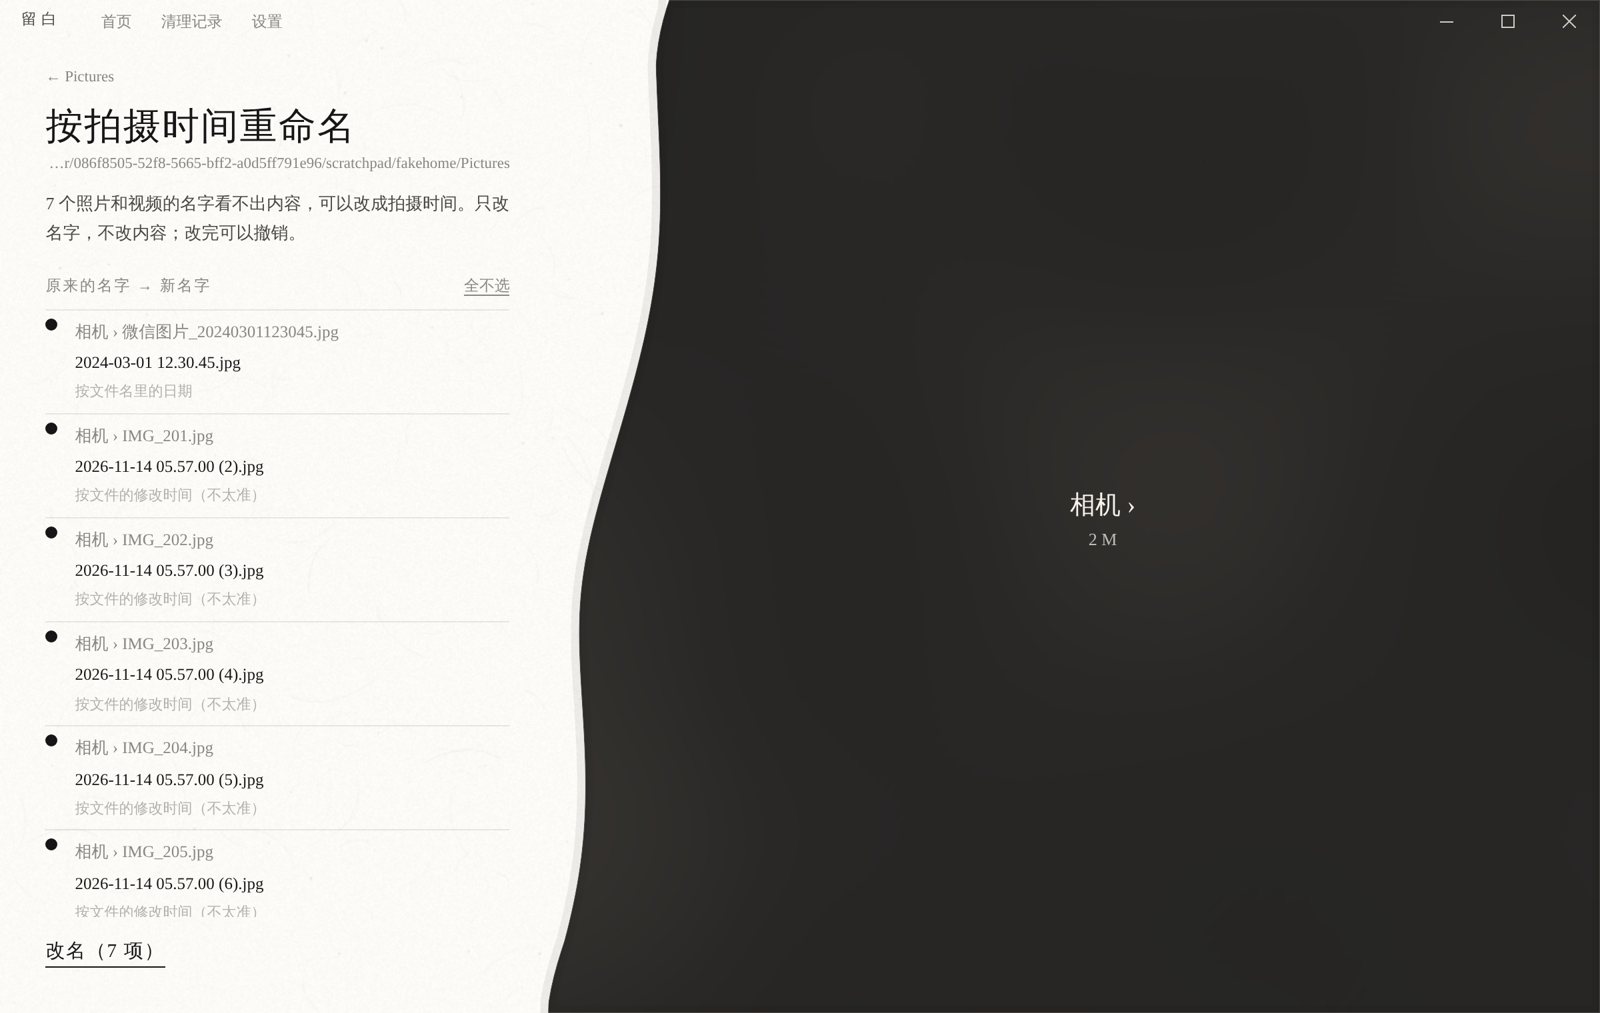 留白 首页 清理记录 设置
← Pictures
按拍摄时间重命名
…r/086f8505-52f8-5665-bff2-a0d5ff791e96/scratchpad/fakehome/Pictures
7 个照片和视频的名字看不出内容，可以改成拍摄时间。只改
名字，不改内容；改完可以撤销。
原来的名字 → 新名字 全不选
相机 › 微信图片_20240301123045.jpg
2024-03-01 12.30.45.jpg
按文件名里的日期
相机 › IMG_201.jpg
2026-11-14 05.57.00 (2).jpg
按文件的修改时间（不太准）
相机 › IMG_202.jpg
2026-11-14 05.57.00 (3).jpg
按文件的修改时间（不太准）
相机 › IMG_203.jpg
2026-11-14 05.57.00 (4).jpg
按文件的修改时间（不太准）
相机 › IMG_204.jpg
2026-11-14 05.57.00 (5).jpg
按文件的修改时间（不太准）
相机 › IMG_205.jpg
2026-11-14 05.57.00 (6).jpg
按文件的修改时间（不太准）
改名（7 项）
相机 ›
2 M